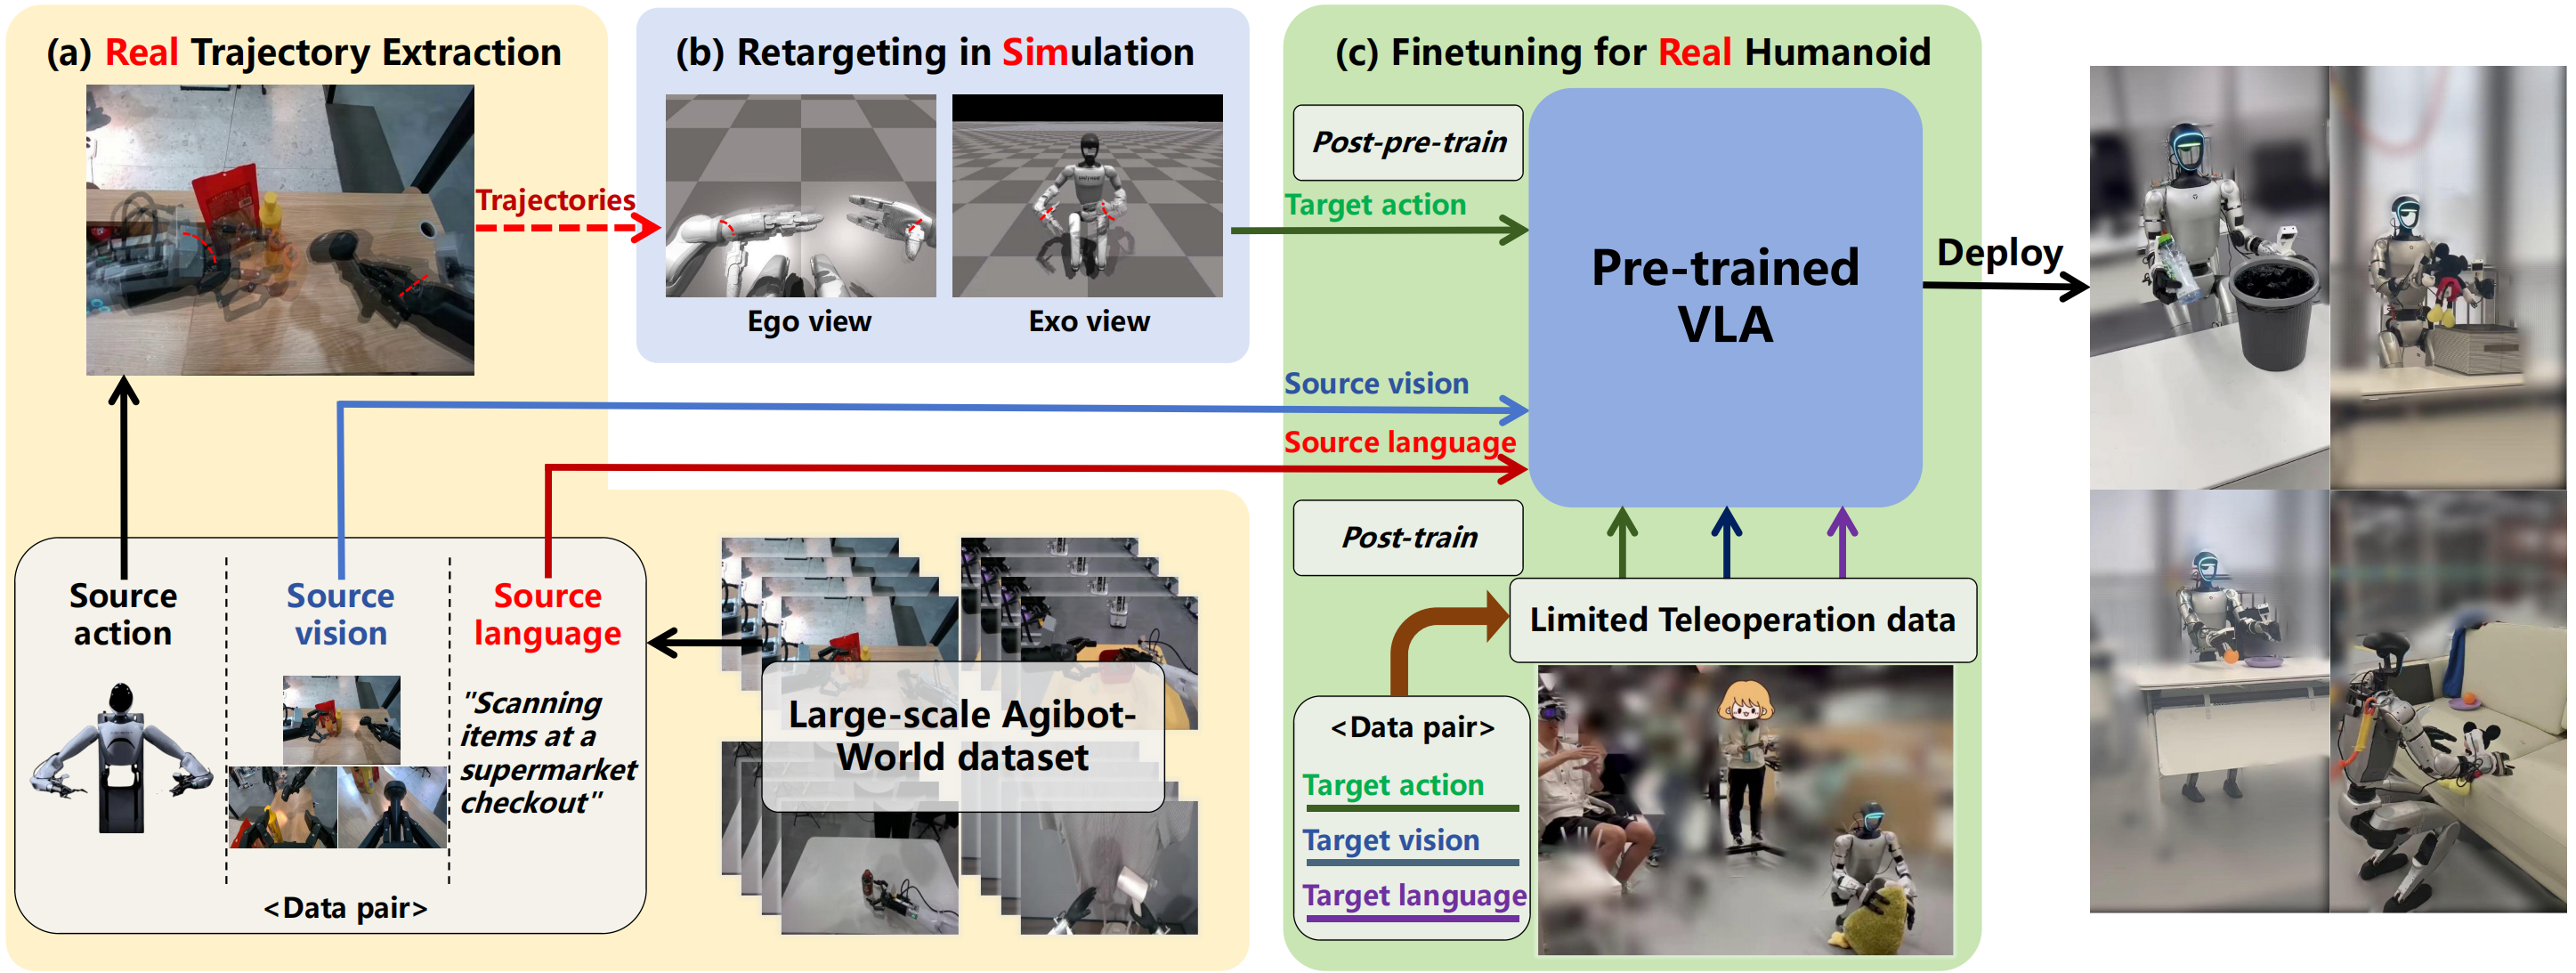 (a) Real Trajectory Extraction
Trajectories
(b) Retargeting in Simulation
Ego view
Exo view
(c) Finetuning for Real Humanoid
Post-pre-train
Target action
Source vision
Source language
Pre-trained
VLA
Deploy
Post-train
Limited Teleoperation data
<Data pair>
Target action
Target vision
Target language
Source
action
Source
vision
Source
language
"Scanning
items at a
supermarket
checkout"
<Data pair>
Large-scale Agibot-
World dataset